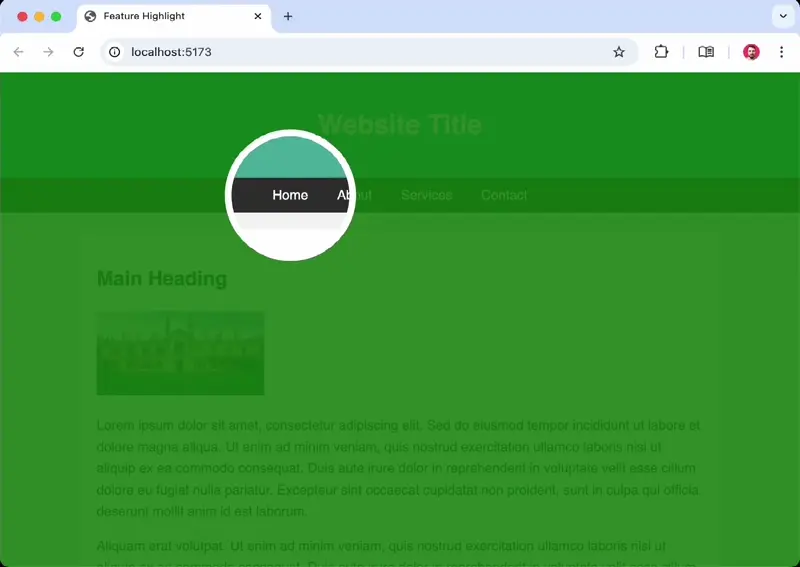 Feature Highlight
localhost:5173
Website Title
Home About Services Contact
Main Heading
Lorem ipsum dolor sit amet, consectetur adipiscing elit. Sed do eiusmod tempor incididunt ut labore et
dolore magna aliqua. Ut enim ad minim veniam, quis nostrud exercitation ullamco laboris nisi ut
aliquip ex ea commodo consequat. Duis aute irure dolor in reprehenderit in voluptate velit esse cillum
dolore eu fugiat nulla pariatur. Excepteur sint occaecat cupidatat non proident, sunt in culpa qui officia
deserunt mollit anim id est laborum.
Aliquam erat volutpat. Ut enim ad minim veniam, quis nostrud exercitation ullamco laboris nisi ut